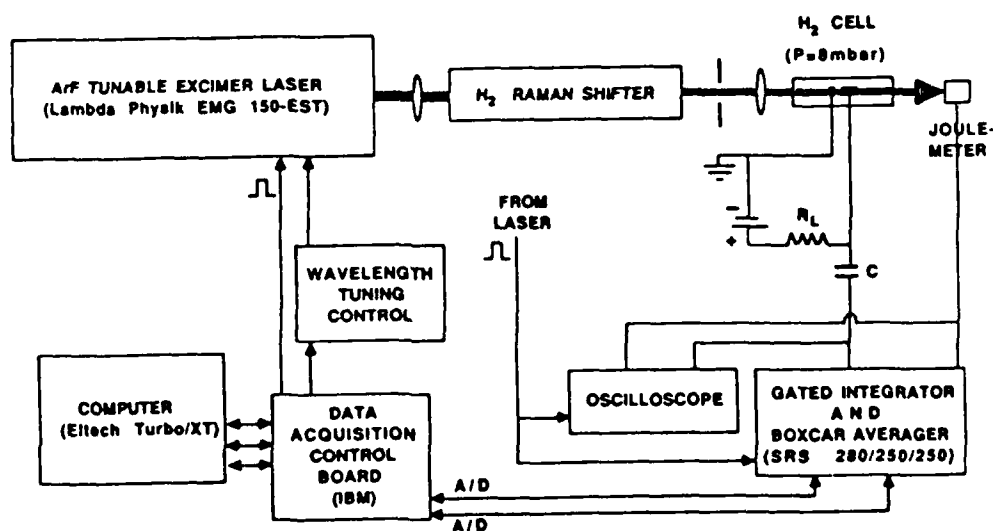 ArF TUNABLE EXCIMER LASER
(Lambda Physik EMG 150-EST)
H2 RAMAN SHIFTER
H2 CELL
(P=8mbar)
JOULE-
METER
FROM
LASER
-
+
RL
C
WAVELENGTH
TUNING
CONTROL
COMPUTER
(Eltech Turbo/XT)
DATA
ACQUISITION
CONTROL
BOARD
(IBM)
OSCILLOSCOPE
GATED INTEGRATOR
AND
BOXCAR AVERAGER
(SRS 280/250/250)
A/D
A/D